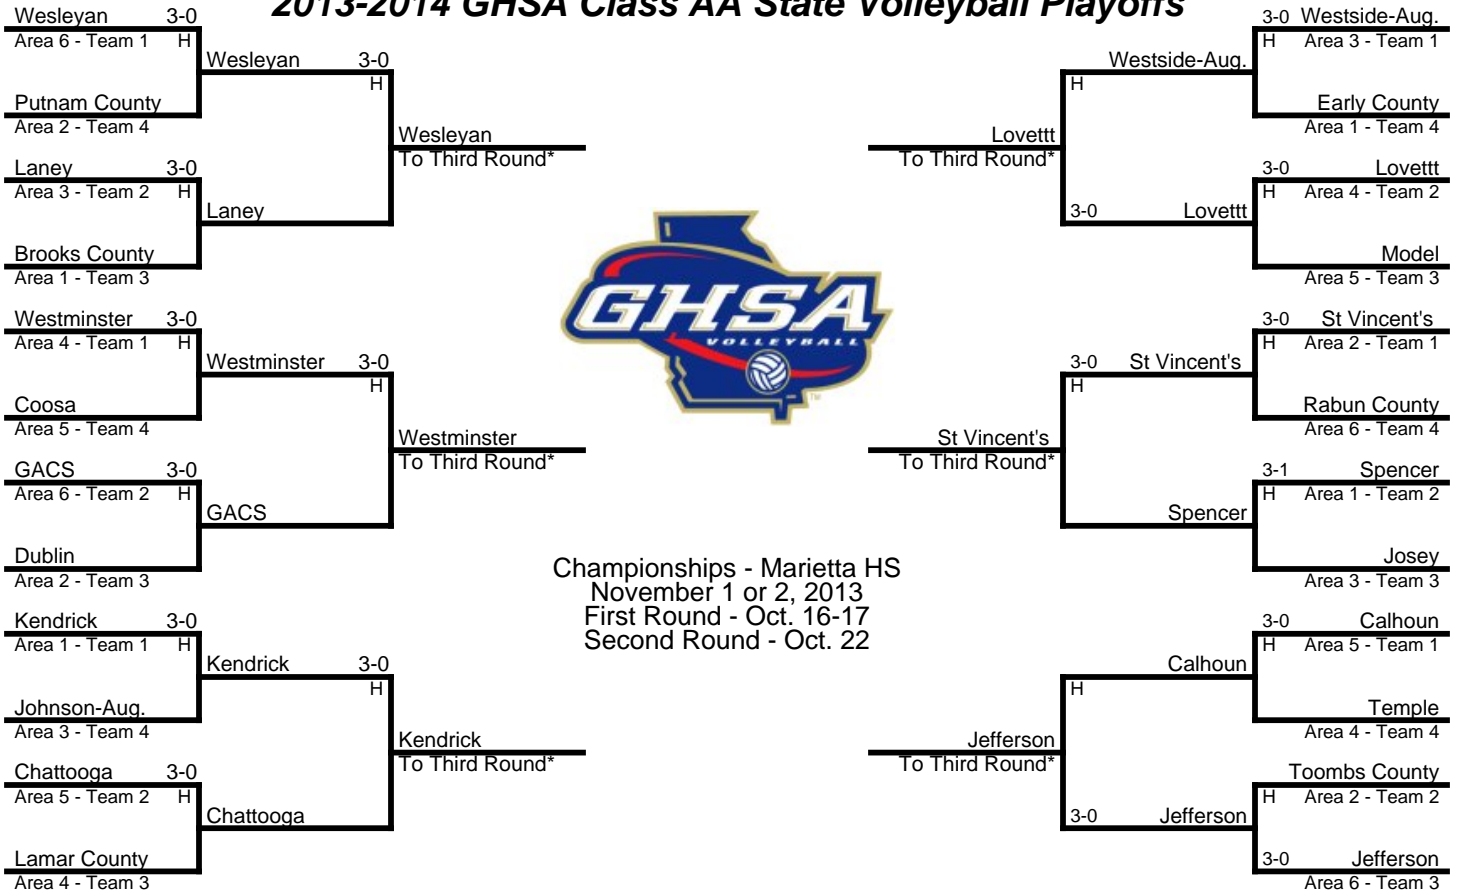 2013-2014 GHSA Class AA State Volleyball Playoffs
Wesleyan 3-0
Area 6 - Team 1 H
Wesleyan 3-0
H
Putnam County
Area 2 - Team 4
Wesleyan
To Third Round*
Laney 3-0
Area 3 - Team 2 H
Laney
Brooks County
Area 1 - Team 3
Westminster 3-0
Area 4 - Team 1 H
Westminster 3-0
H
Coosa
Area 5 - Team 4
Westminster
To Third Round*
GACS 3-0
Area 6 - Team 2 H
GACS
Dublin
Area 2 - Team 3
Kendrick 3-0
Area 1 - Team 1 H
Kendrick 3-0
H
Johnson-Aug.
Area 3 - Team 4
Kendrick
To Third Round*
Chattooga 3-0
Area 5 - Team 2 H
Chattooga
Lamar County
Area 4 - Team 3
GHSA
VOLLEYBALL
TM
Championships - Marietta HS
November 1 or 2, 2013
First Round - Oct. 16-17
Second Round - Oct. 22
3-0 Westside-Aug.
H Area 3 - Team 1
Westside-Aug.
H
Early County
Area 1 - Team 4
Lovettt
To Third Round*
3-0 Lovettt
H Area 4 - Team 2
3-0 Lovettt
Model
Area 5 - Team 3
3-0 St Vincent's
H Area 2 - Team 1
3-0 St Vincent's
H
Rabun County
Area 6 - Team 4
St Vincent's
To Third Round*
3-1 Spencer
H Area 1 - Team 2
Spencer
Josey
Area 3 - Team 3
3-0 Calhoun
H Area 5 - Team 1
Calhoun
H
Temple
Area 4 - Team 4
Jefferson
To Third Round*
Toombs County
H Area 2 - Team 2
3-0 Jefferson
3-0 Jefferson
Area 6 - Team 3